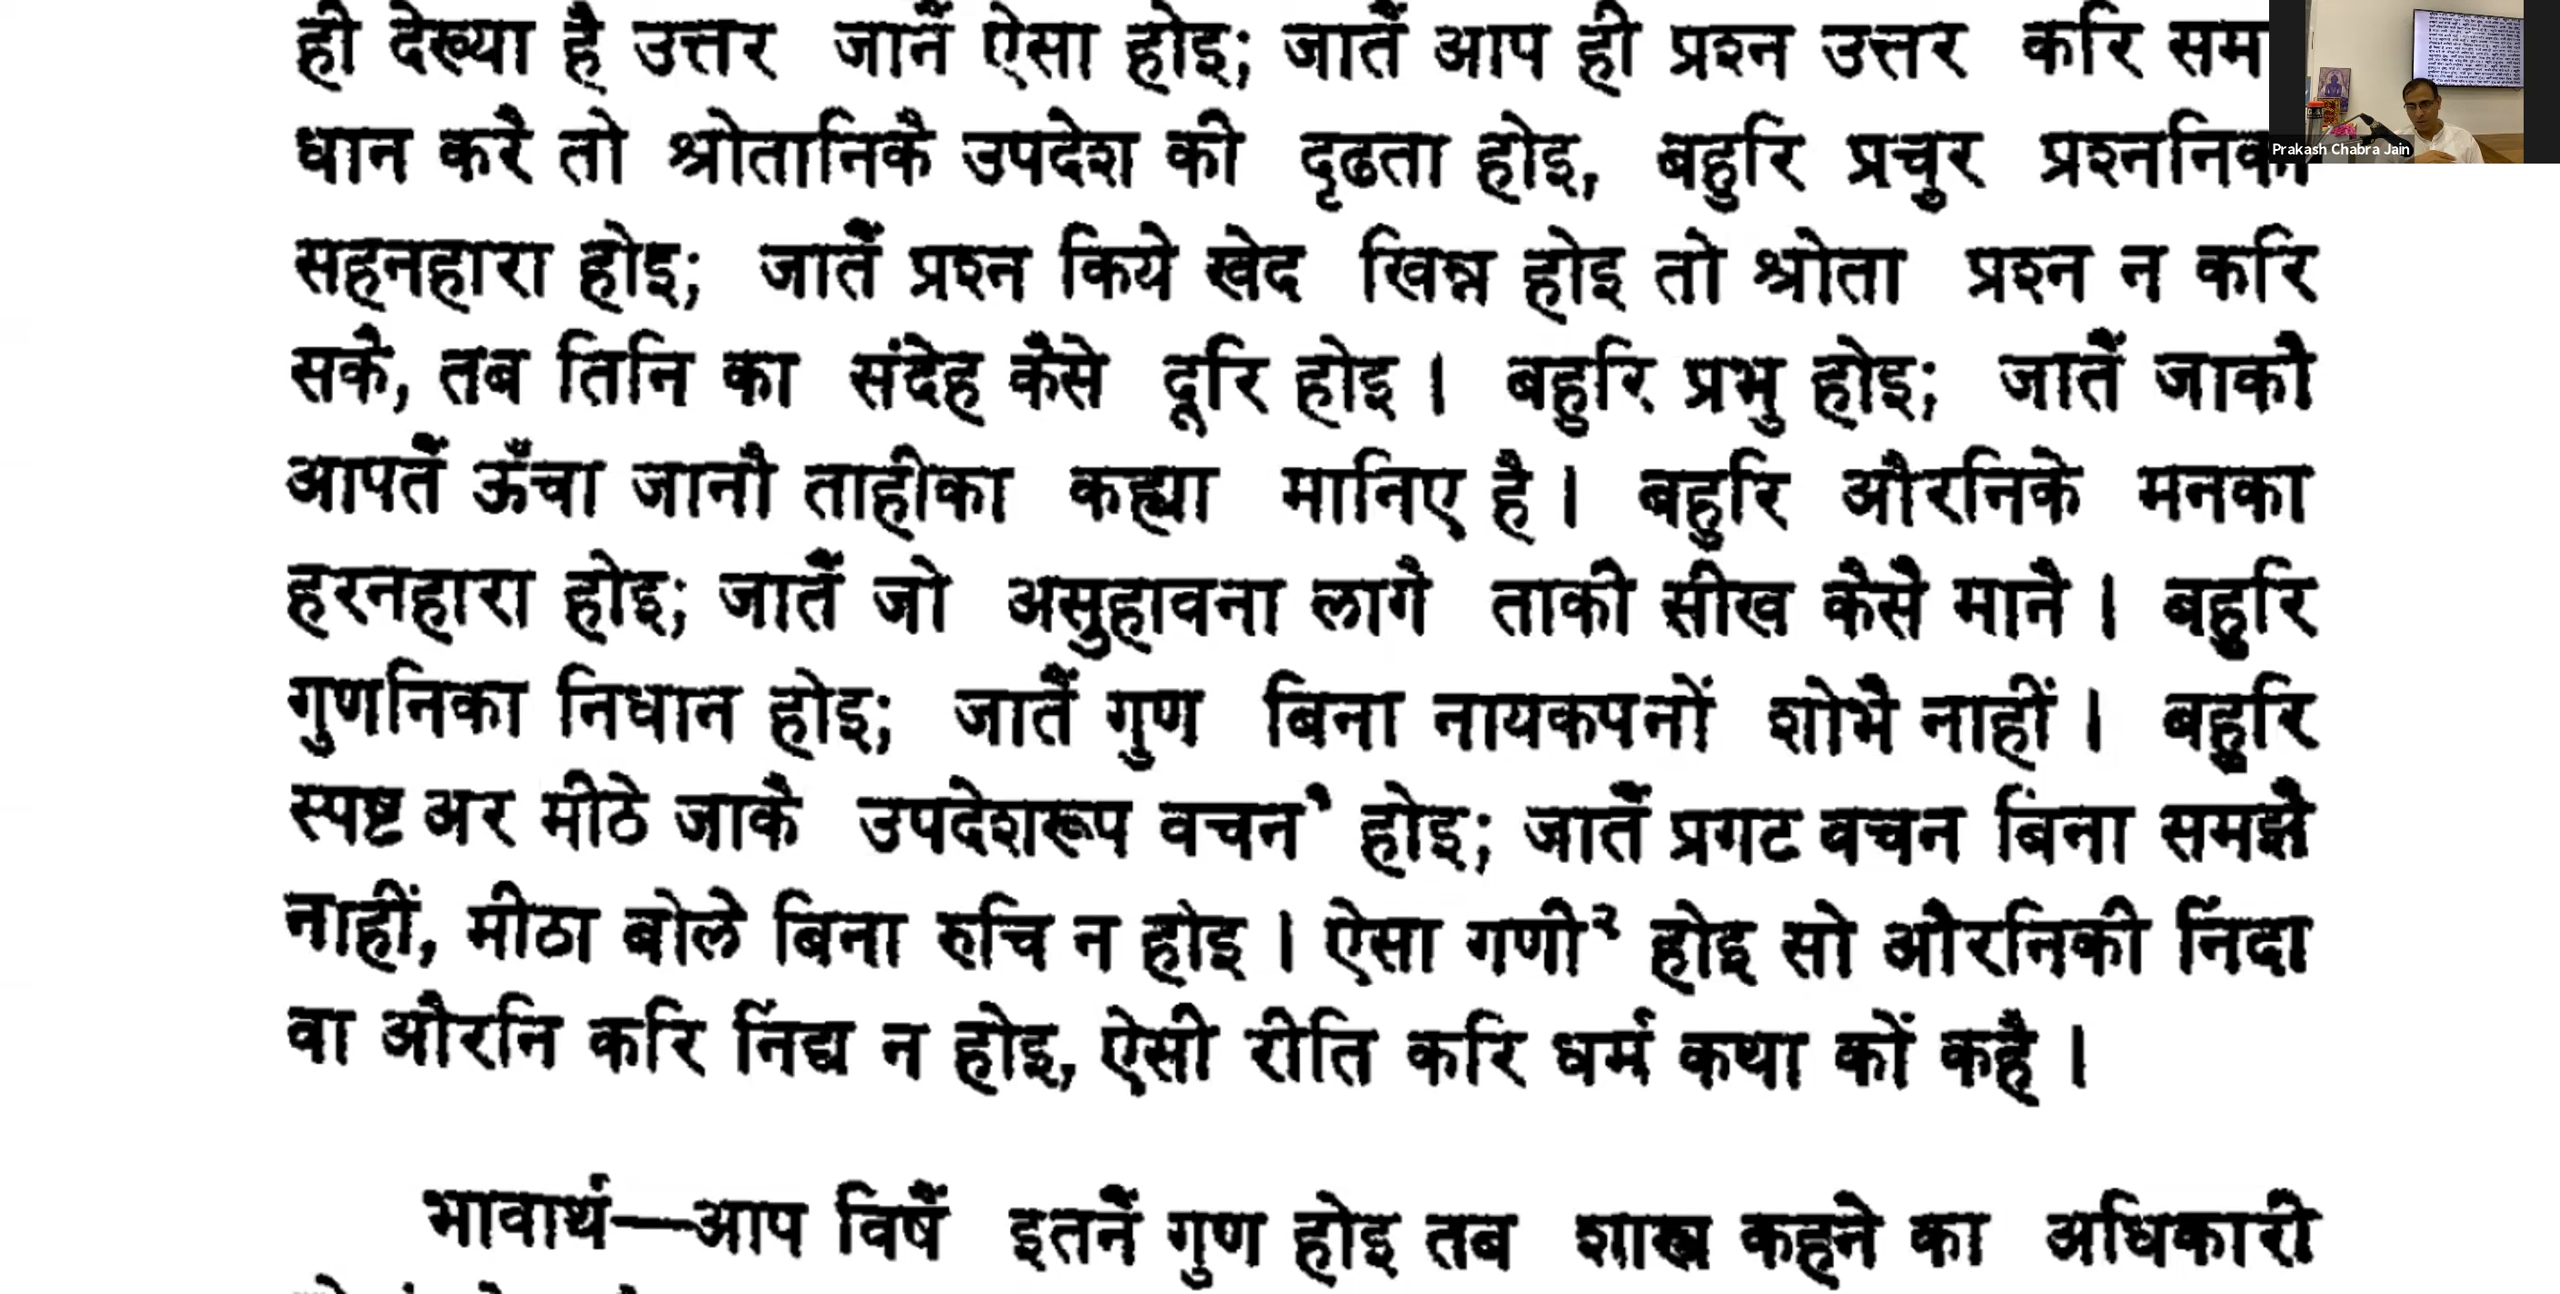 ही देख्या है उत्तर जानें ऐसा होइ; जातैं आप ही प्रश्न उत्तर करि सम
धान करै तो श्रोतानिकै उपदेश की दृढता होइ, बहुरि प्रचुर प्रश्ननिका
सहनहारा होइ; जातैं प्रश्न किये खेद खिन्न होइ तो श्रोता प्रश्न न करि
सके, तब तिनि का संदेह कैसे दूरि होइ । बहुरि प्रभु होइ; जातैं जाकौ
आपतैं ऊँचा जानौ ताहीका कह्या मानिए है । बहुरि औरनिके मनका
हरनहारा होइ; जातैं जो असुहावना लागै ताकी सीख कैसे मानै । बहुरि
गुणनिका निधान होइ; जातैं गुण बिना नायकपनों शोभै नाहीं । बहुरि
स्पष्ट अर मीठे जाकै उपदेशरूप वचन' होइ; जातैं प्रगट वचन बिना समझै
नाहीं, मीठा बोले बिना रुचि न होइ । ऐसा गणी२ होइ सो औरनिकी निंदा
वा औरनि करि निंद्य न होइ, ऐसी रीति करि धर्म कथा कों कहै ।
भावार्थ—आप विषैं इतनें गुण होइ तब शास्त्र कहने का अधिकारी
Prakash Chabra Jain